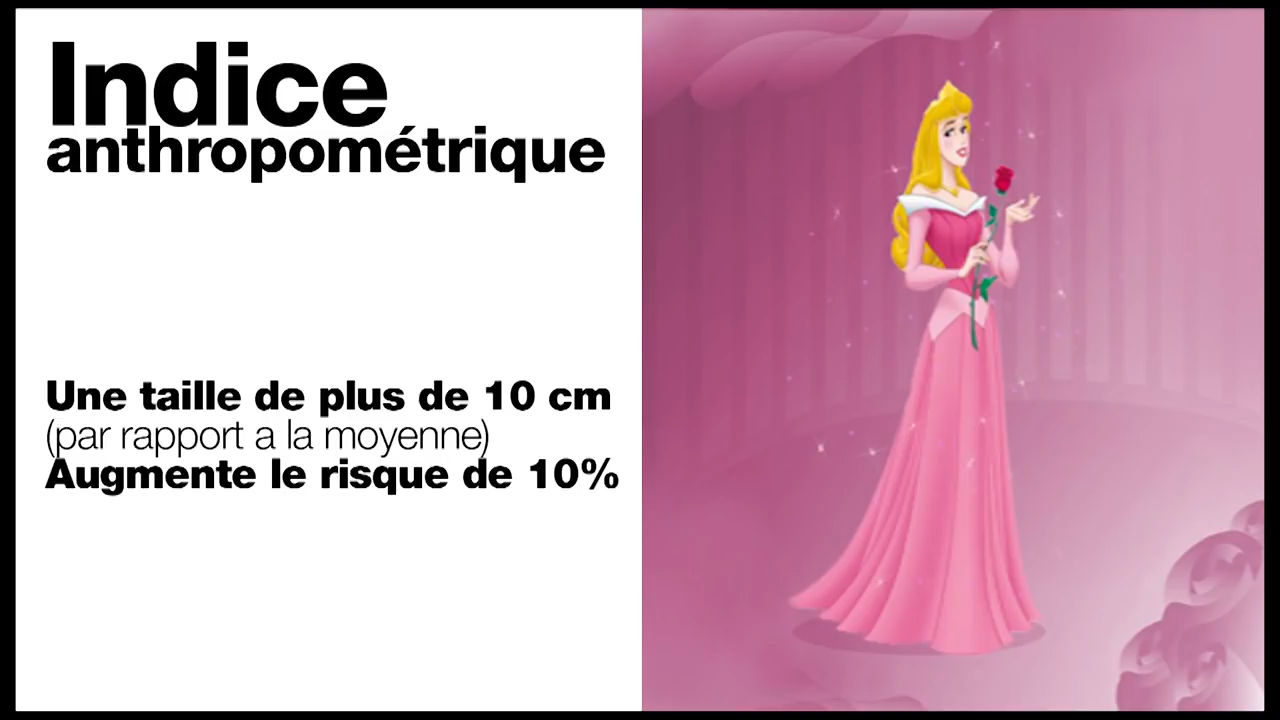 Indice
anthropométrique
Une taille de plus de 10 cm
(par rapport a la moyenne)
Augmente le risque de 10%